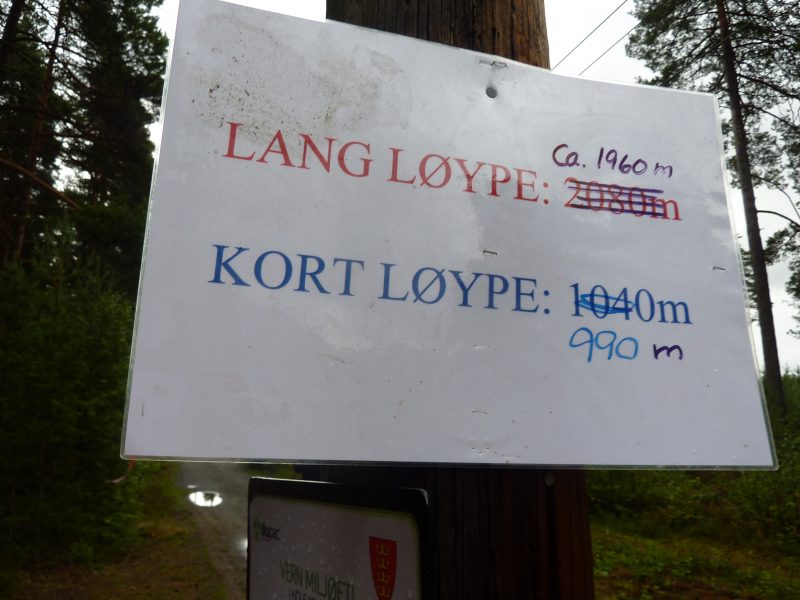 Ca. 1960 m
LANG LØYPE: 2080m
KORT LØYPE: 1040m
990 m
VERN MILJØET!